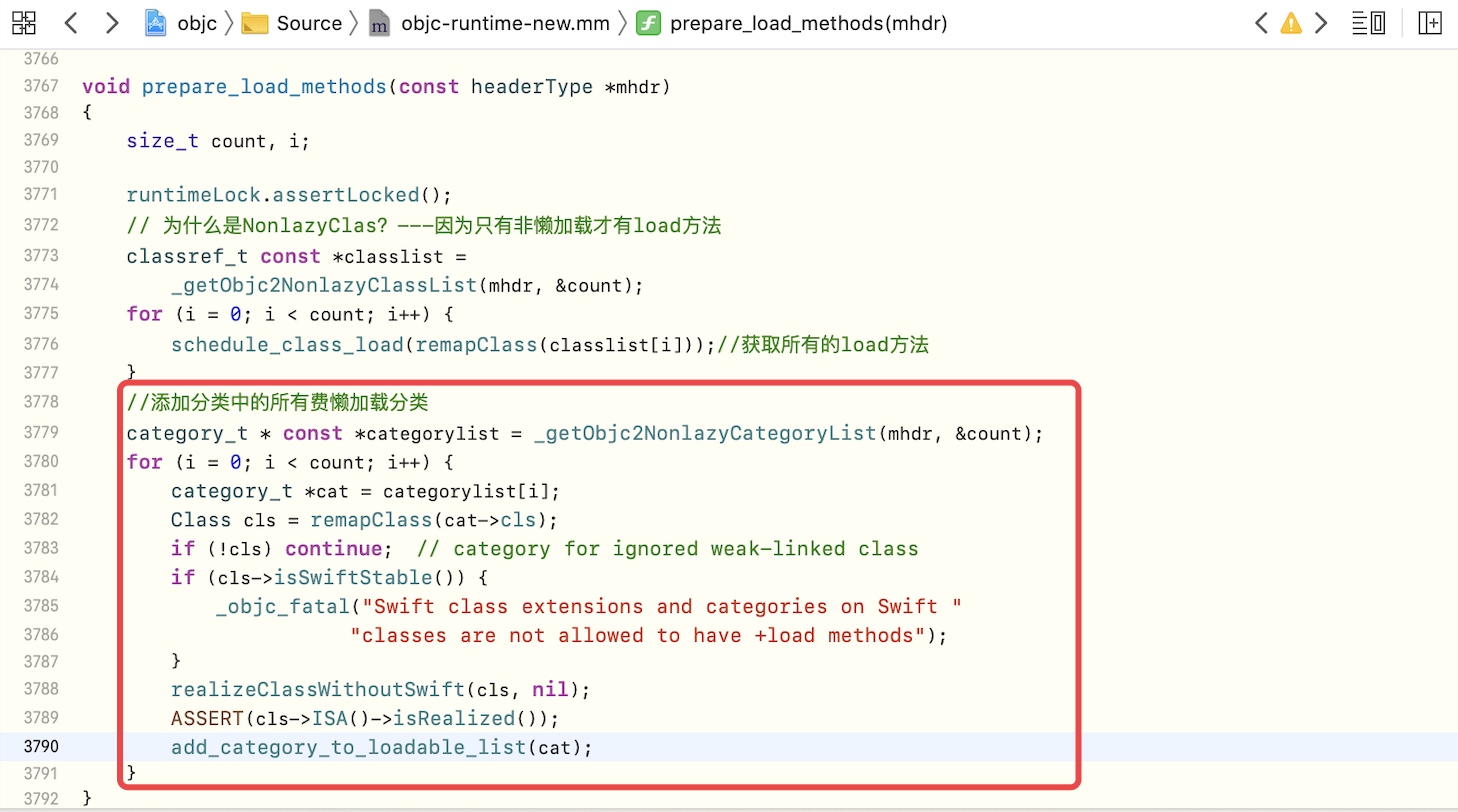 objc Source m objc-runtime-new.mm f prepare_load_methods(mhdr)
3766
3767 void prepare_load_methods(const headerType *mhdr)
3768 {
3769     size_t count, i;
3770
3771     runtimeLock.assertLocked();
3772     // 为什么是NonlazyClas? ---因为只有非懒加载才有load方法
3773     classref_t const *classlist =
3774         _getObjc2NonlazyClassList(mhdr, &count);
3775     for (i = 0; i < count; i++) {
3776         schedule_class_load(remapClass(classlist[i]));//获取所有的load方法
3777     }
3778     //添加分类中的所有费懒加载分类
3779     category_t * const *categorylist = _getObjc2NonlazyCategoryList(mhdr, &count);
3780     for (i = 0; i < count; i++) {
3781         category_t *cat = categorylist[i];
3782         Class cls = remapClass(cat->cls);
3783         if (!cls) continue;  // category for ignored weak-linked class
3784         if (cls->isSwiftStable()) {
3785             _objc_fatal("Swift class extensions and categories on Swift "
3786                         "classes are not allowed to have +load methods");
3787         }
3788         realizeClassWithoutSwift(cls, nil);
3789         ASSERT(cls->ISA()->isRealized());
3790         add_category_to_loadable_list(cat);
3791     }
3792 }